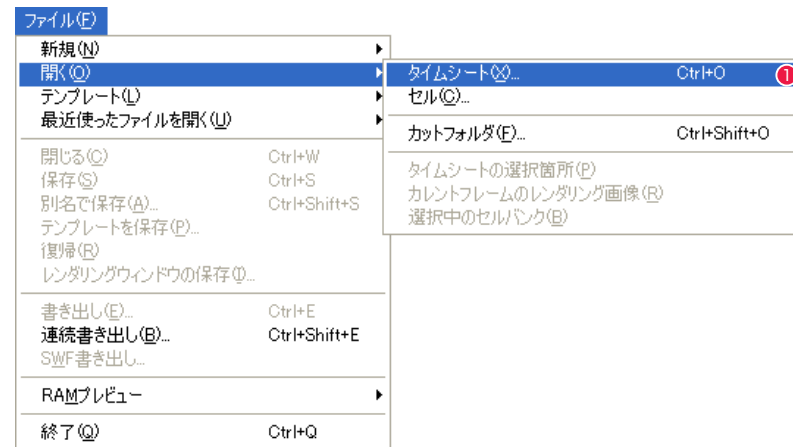 ファイル(F)
新規(N)
開く(O)
テンプレート(L)
最近使ったファイルを開く(U)
閉じる(C) Ctrl+W
保存(S) Ctrl+S
別名で保存(A)... Ctrl+Shift+S
テンプレートを保存(P)...
復帰(R)
レンダリングウィンドウの保存(I)...
書き出し(E)... Ctrl+E
連続書き出し(B)... Ctrl+Shift+E
SWF書き出し...
RAMプレビュー
終了(Q) Ctrl+Q
タイムシート(X)... Ctrl+O 1
セル(C)...
カットフォルダ(F)... Ctrl+Shift+O
タイムシートの選択箇所(P)
カレントフレームのレンダリング画像(R)
選択中のセルバンク(B)